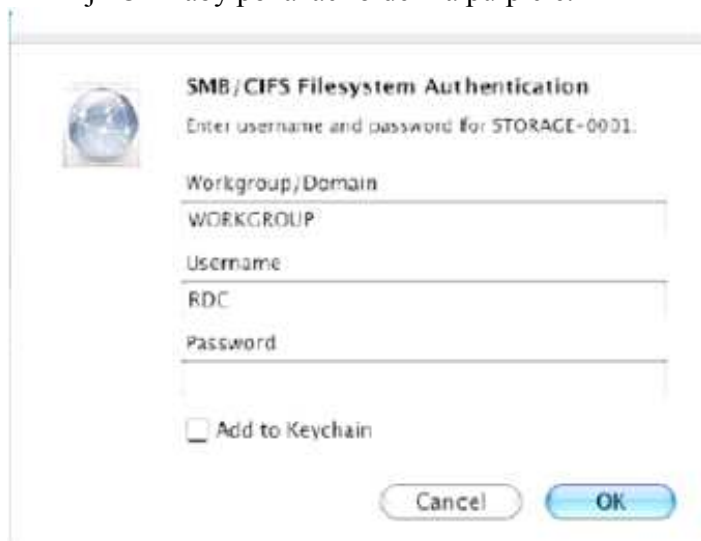 SMB/CIFS Filesystem Authentication
Enter username and password for STORAGE-0001.
Workgroup/Domain
WORKGROUP
Username
RDC
Password
Add to Keychain
Cancel OK